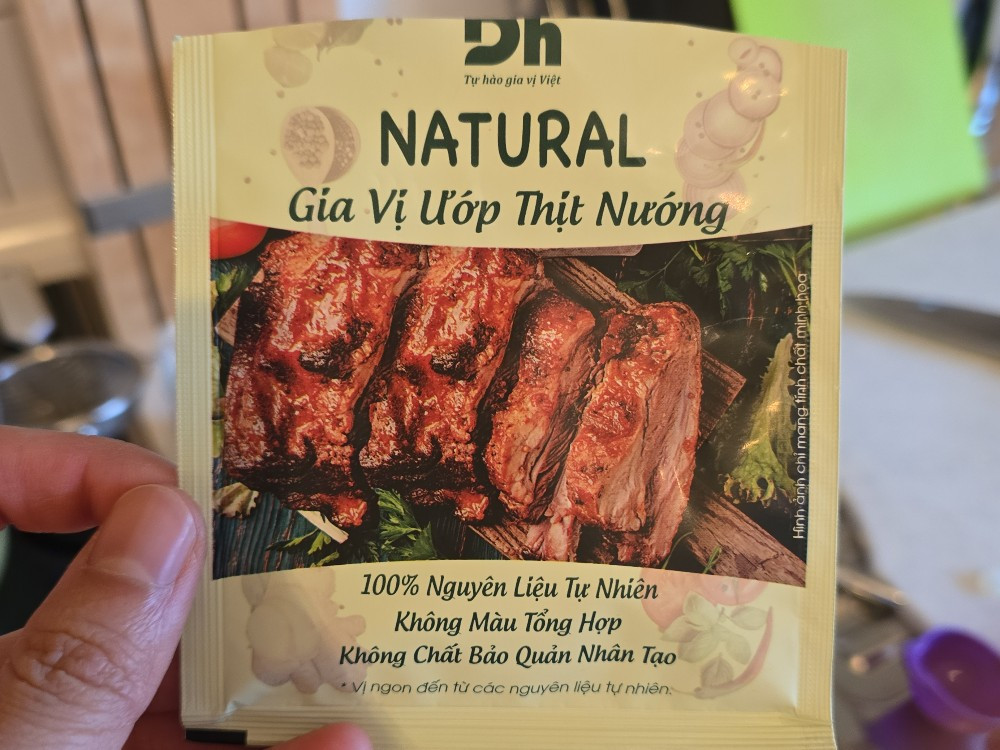 Dh
Tự hào gia vị Việt
NATURAL
Gia Vị Ướp Thịt Nướng
Hình ảnh chỉ mang tính chất minh họa
100% Nguyên Liệu Tự Nhiên
Không Màu Tổng Hợp
Không Chất Bảo Quản Nhân Tạo
* Vị ngon đến từ các nguyên liệu tự nhiên.